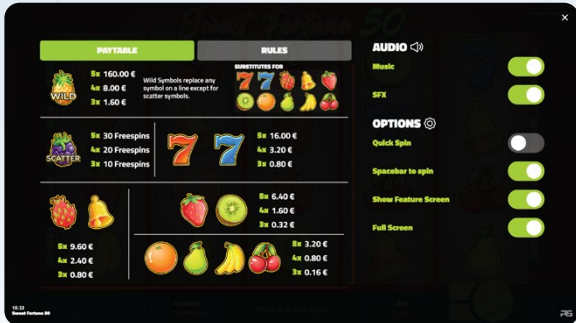 PAYTABLE
RULES
5x 160.00 €
4x 8.00 €
3x 1.60 €
WILD
Wild Symbols replace any
symbol on a line except for
scatter symbols.
SUBSTITUTES FOR
5x 30 Freespins
4x 20 Freespins
3x 10 Freespins
SCATTER
5x 16.00 €
4x 3.20 €
3x 0.80 €
5x 9.60 €
4x 2.40 €
3x 0.80 €
5x 6.40 €
4x 1.60 €
3x 0.32 €
5x 3.20 €
4x 0.80 €
3x 0.16 €
AUDIO
Music
SFX
OPTIONS
Quick Spin
Spacebar to spin
Show Feature Screen
Full Screen
Sweet Fortune 50